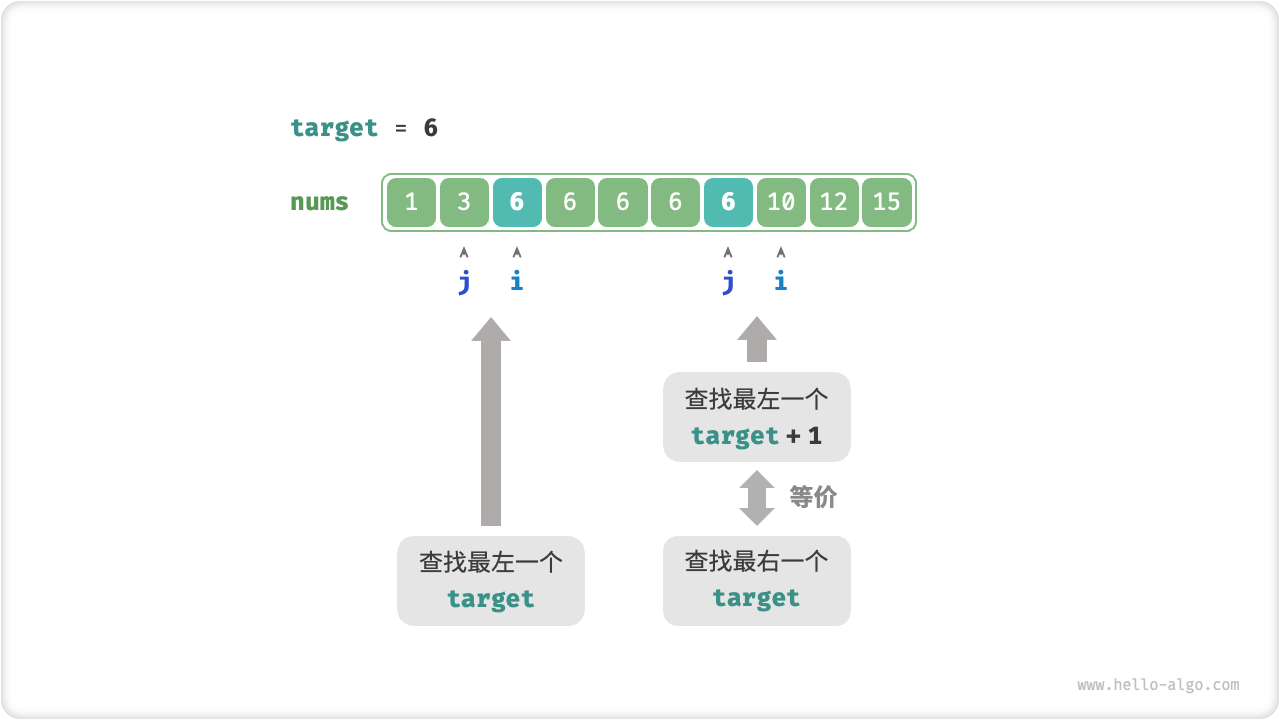 target = 6
nums 1 3 6 6 6 6 6 10 12 15
j i j i
查找最左一个
target + 1
等价
查找最左一个
target
查找最右一个
target
www.hello-algo.com